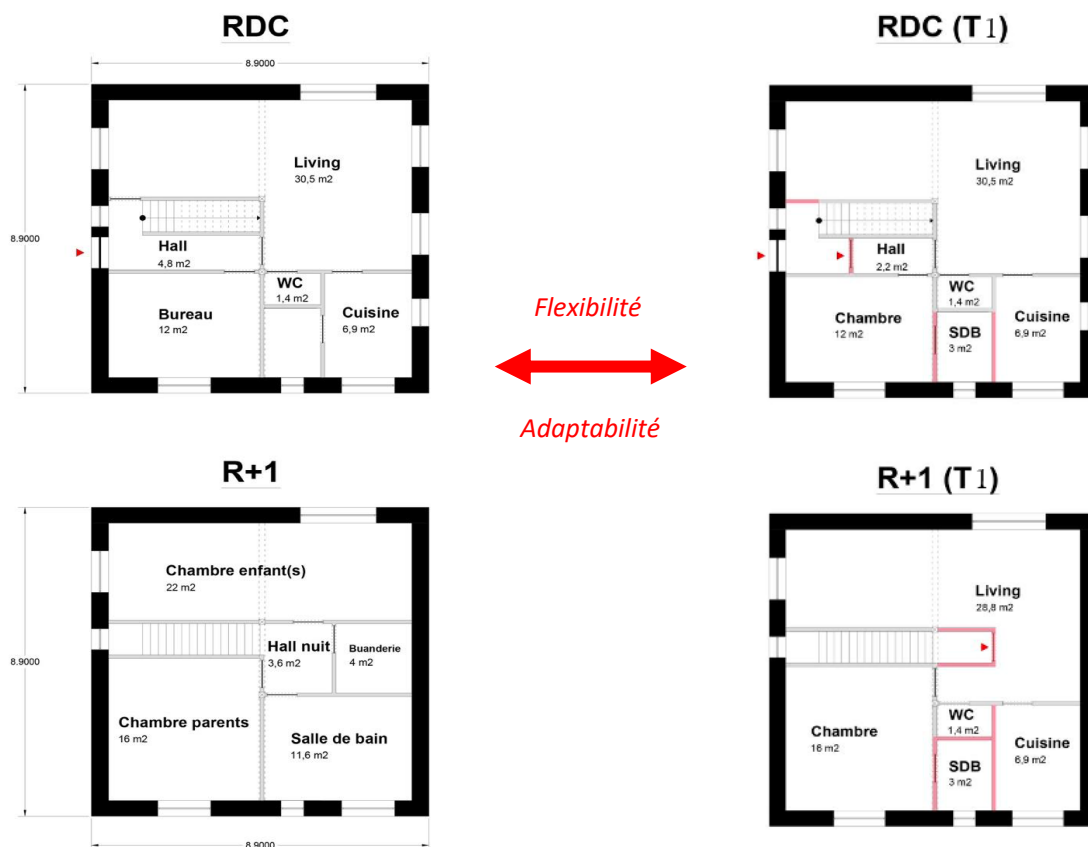 RDC
8.9000
8.9000
Living
30,5 m2
Hall
4,8 m2
WC
1,4 m2
Bureau
12 m2
Cuisine
6,9 m2
RDC (T1)
Living
30,5 m2
Hall
2,2 m2
WC
1,4 m2
Chambre
12 m2
SDB
3 m2
Cuisine
6,9 m2
Flexibilité
Adaptabilité
R+1
8.9000
Chambre enfant(s)
22 m2
Hall nuit
3,6 m2
Buanderie
4 m2
Chambre parents
16 m2
Salle de bain
11,6 m2
8.9000
R+1 (T1)
Living
28,8 m2
Chambre
16 m2
WC
1,4 m2
SDB
3 m2
Cuisine
6,9 m2